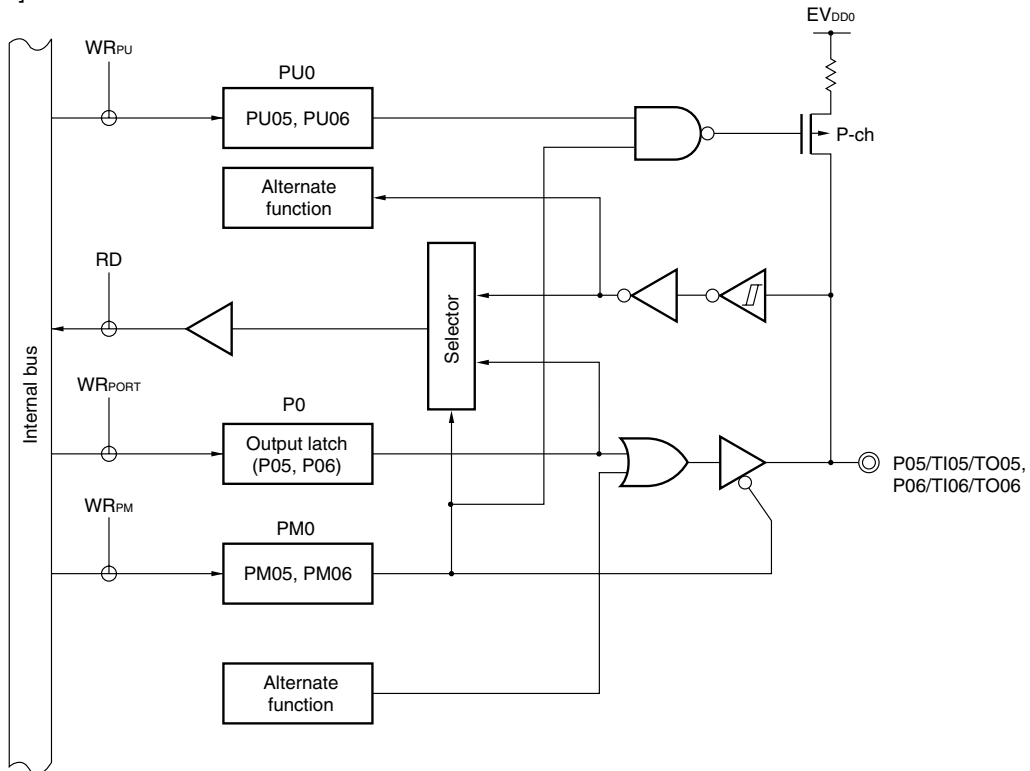 ]
EVDD0
WRPU
PU0
PU05, PU06
P-ch
Alternate
function
RD
Selector
Internal bus
WRPORT
P0
Output latch
(P05, P06)
P05/TI05/TO05,
P06/TI06/TO06
WRPM
PM0
PM05, PM06
Alternate
function